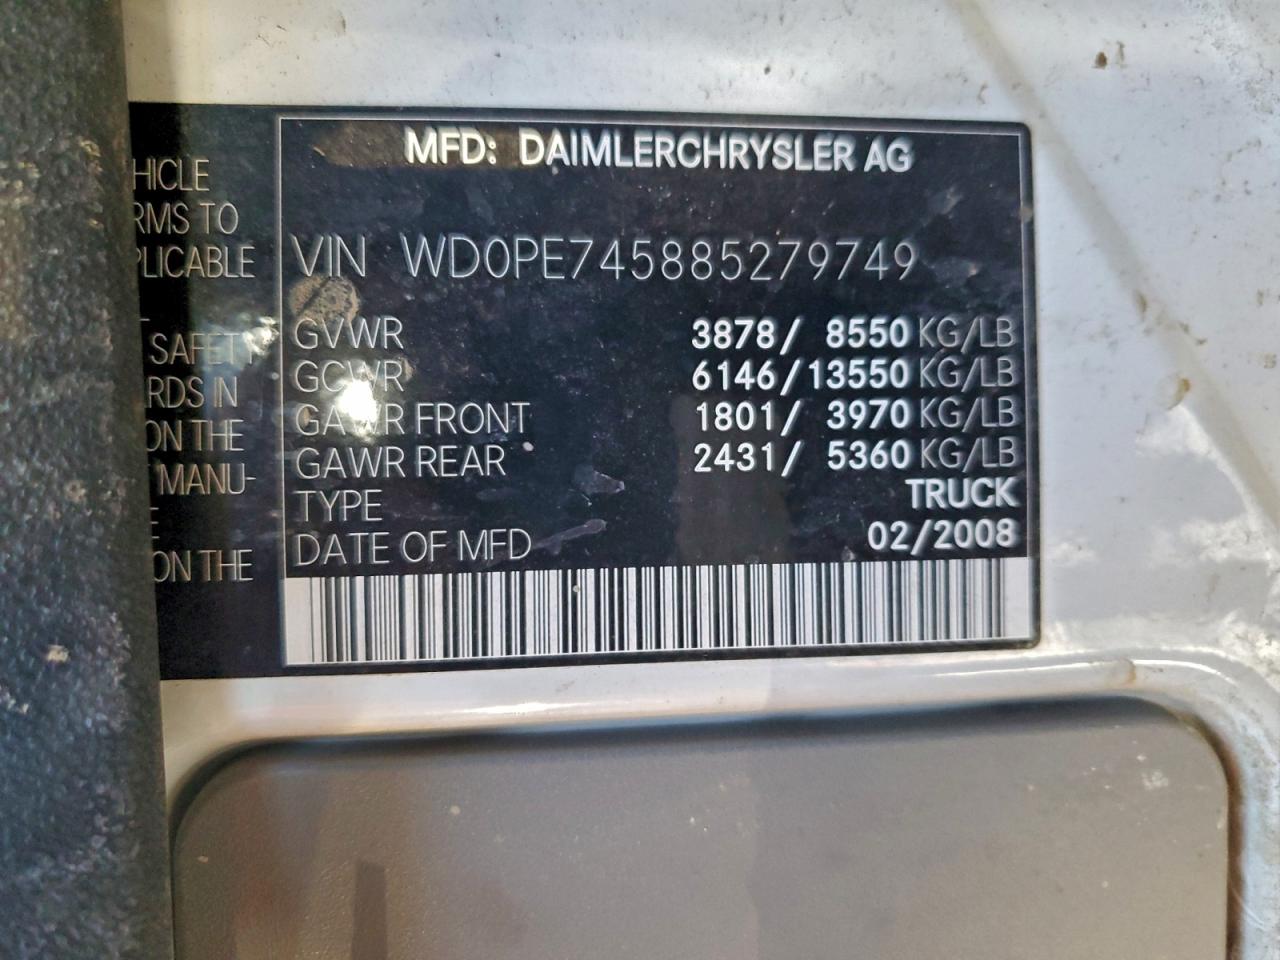 HICLE
RMS TO
PLICABLE
SAFETY
RDS IN
ON THE
MANU-
E
ON THE
MFD: DAIMLERCHRYSLER AG
VIN WD0PE745885279749
GVWR 3878/ 8550 KG/LB
GCWR 6146/13550 KG/LB
GAWR FRONT 1801/ 3970 KG/LB
GAWR REAR 2431/ 5360 KG/LB
TYPE TRUCK
DATE OF MFD 02/2008